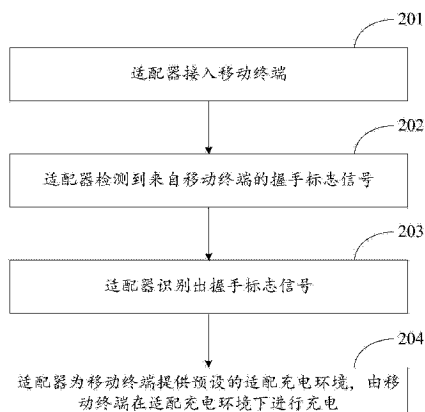 201
适配器接入移动终端
202
适配器检测到来自移动终端的握手标志信号
203
适配器识别出握手标志信号
204
适配器为移动终端提供预设的适配充电环境，由移
动终端在适配充电环境下进行充电